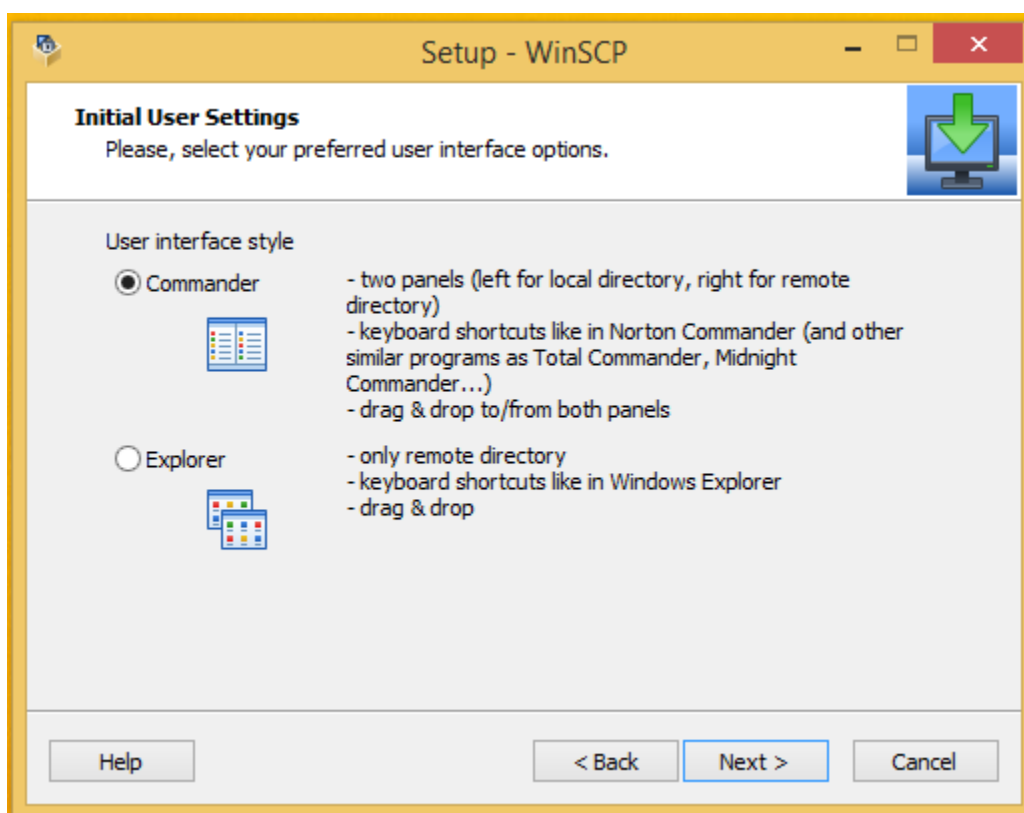 Setup - WinSCP
Initial User Settings
Please, select your preferred user interface options.
User interface style
Commander
- two panels (left for local directory, right for remote
directory)
- keyboard shortcuts like in Norton Commander (and other
similar programs as Total Commander, Midnight
Commander...)
- drag & drop to/from both panels
Explorer
- only remote directory
- keyboard shortcuts like in Windows Explorer
- drag & drop
Help
< Back
Next >
Cancel